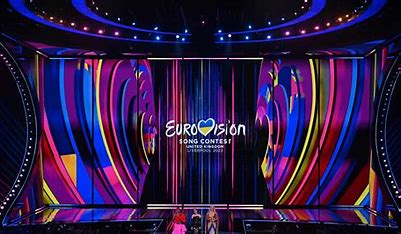 EUROVISION
SONG CONTEST
UNITED KINGDOM
LIVERPOOL 2023